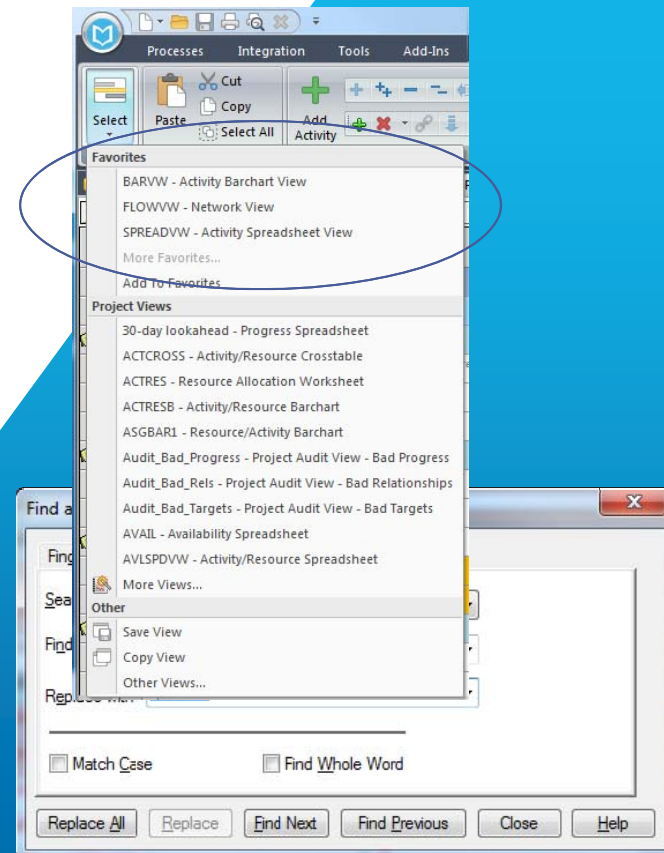 Processes Integration Tools Add-Ins
Cut
Copy
Select All
Select
Paste
Add
Activity
Favorites
BARVW - Activity Barchart View
FLOWVW - Network View
SPREADVW - Activity Spreadsheet View
More Favorites...
Add To Favorites
Project Views
30-day lookahead - Progress Spreadsheet
ACTCROSS - Activity/Resource Crosstable
ACTRES - Resource Allocation Worksheet
ACTRESB - Activity/Resource Barchart
ASGBAR1 - Resource/Activity Barchart
Audit_Bad_Progress - Project Audit View - Bad Progress
Audit_Bad_Rels - Project Audit View - Bad Relationships
Audit_Bad_Targets - Project Audit View - Bad Targets
AVAIL - Availability Spreadsheet
AVLSPDVW - Activity/Resource Spreadsheet
More Views...
Other
Save View
Copy View
Other Views...
Find
Match Case Find Whole Word
Replace All Replace Find Next Find Previous Close Help